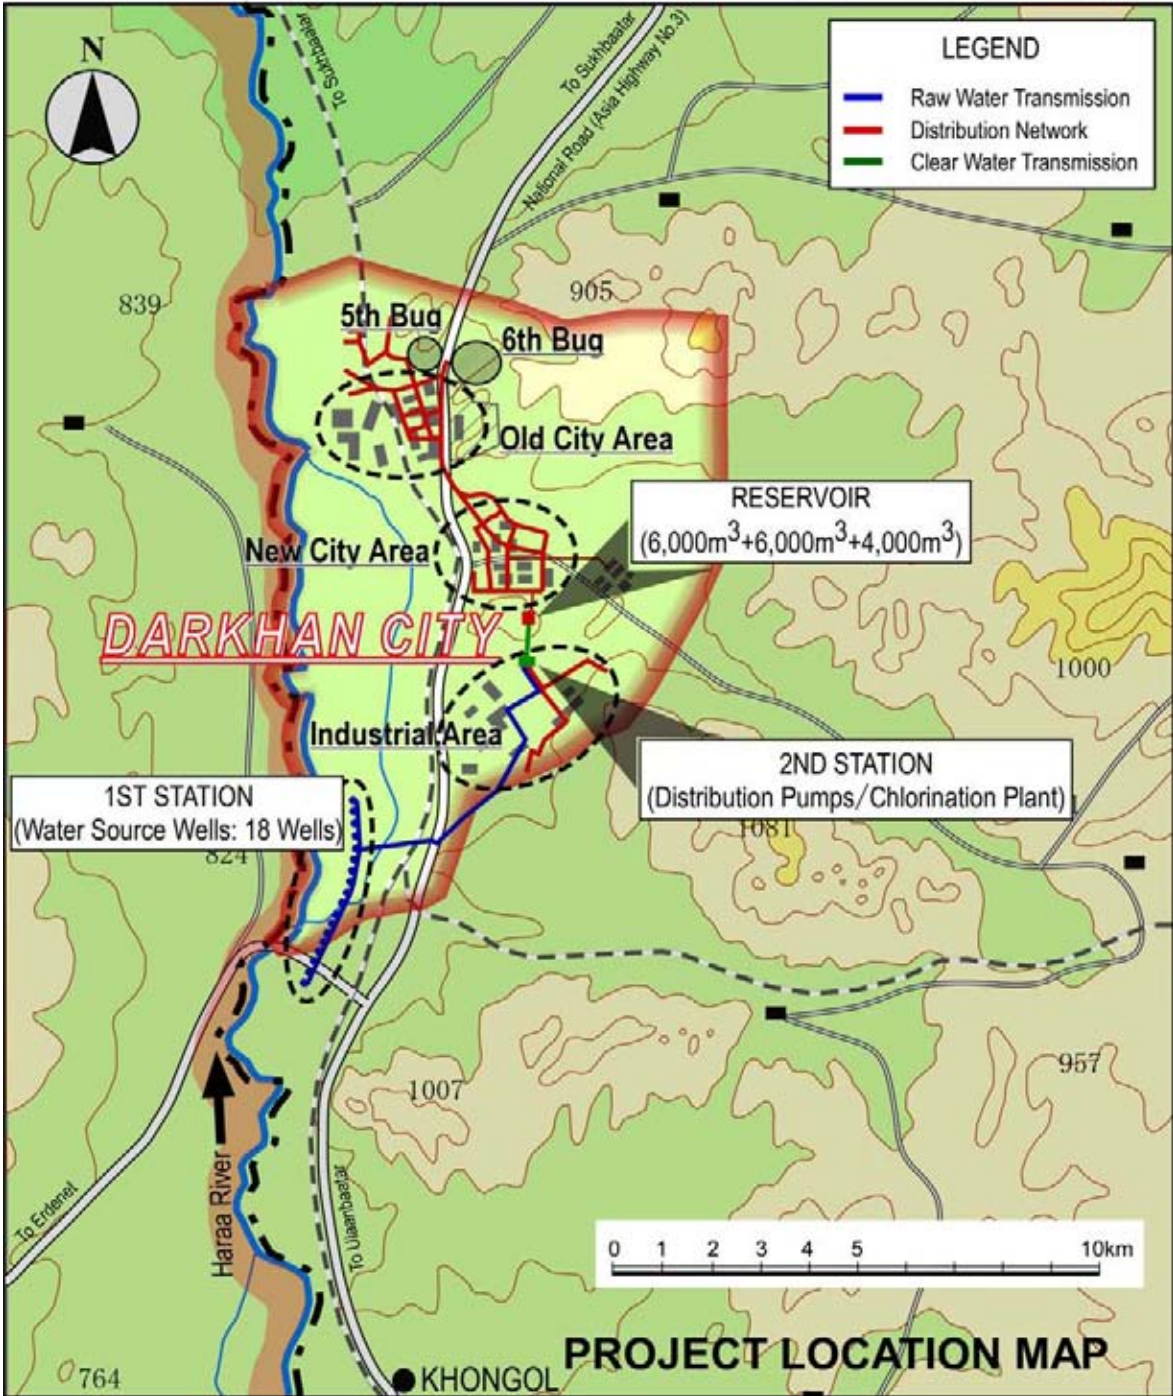 N
To Sukhbaatar
To Sukhbaatar
National Road (Asia Highway No.3)
LEGEND
Raw Water Transmission
Distribution Network
Clear Water Transmission
839
905
5th Bug
6th Bug
Old City Area
RESERVOIR
(6,000m³+6,000m³+4,000m³)
New City Area
DARKHAN CITY
1000
Industrial Area
2ND STATION
(Distribution Pumps/Chlorination Plant)
1081
1ST STATION
(Water Source Wells: 18 Wells)
824
957
1007
To Erdenet
Haraa River
To Ulaanbaatar
0 1 2 3 4 5 10km
PROJECT LOCATION MAP
764
KHONGOL